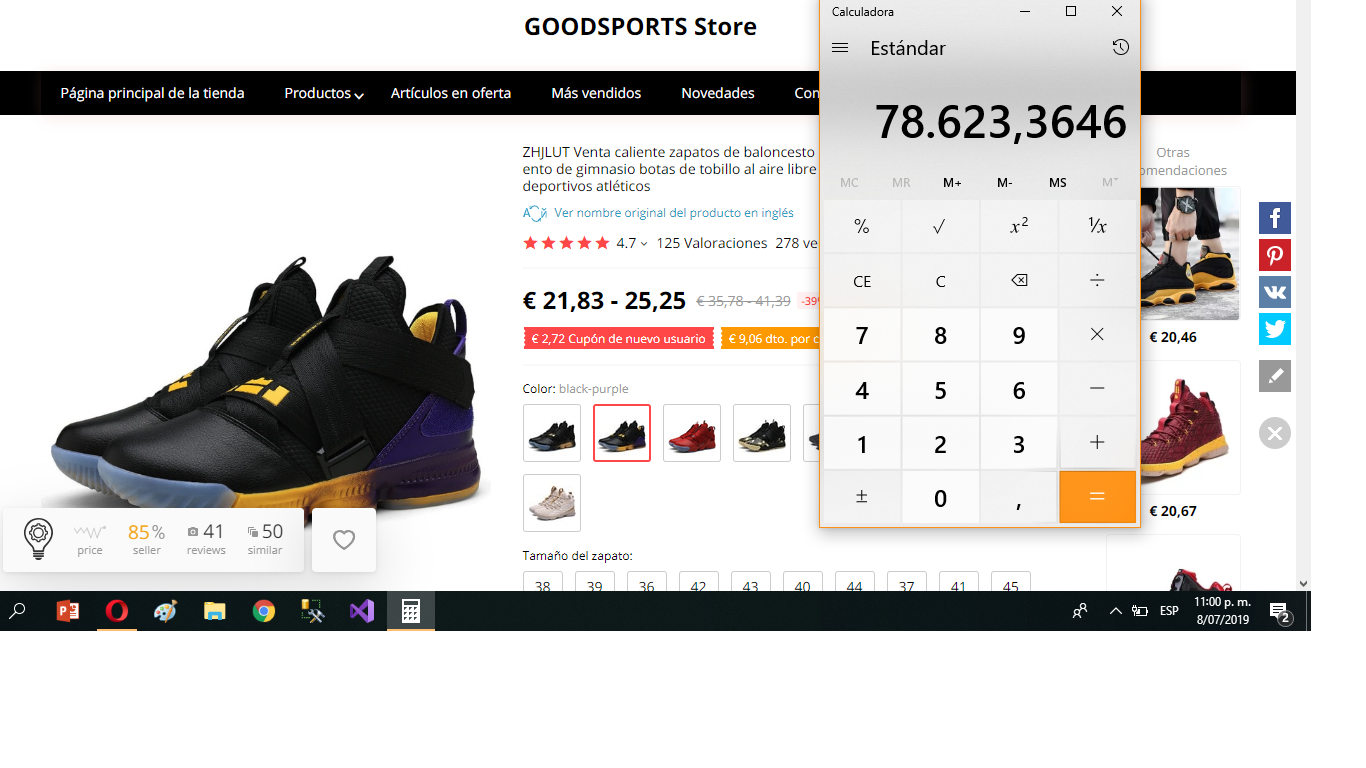 GOODSPORTS Store
Página principal de la tienda
Productos
Artículos en oferta
Más vendidos
Novedades
ZHJLUT Venta caliente zapatos de baloncesto
ento de gimnasio botas de tobillo al aire libre
deportivos atléticos
Ver nombre original del producto en inglés
4.7 125 Valoraciones 278
€ 21,83 - 25,25 € 35,78 - 41,39
€ 2,72 Cupón de nuevo usuario € 9,06 dto. por
Color: black-purple
Tamaño del zapato:
38 39 36 42 43 40 44 37 41 45
85% 41 50
price seller reviews similar
Calculadora
Estándar
78.623,3646
MC MR M+ M- MS M˅
% √ x² ¹/x
CE C ÷
7 8 9 ×
4 5 6 −
1 2 3 +
± 0 , =
Otras
omendaciones
€ 20,46
€ 20,67
ESP
11:00 p. m.
8/07/2019
2